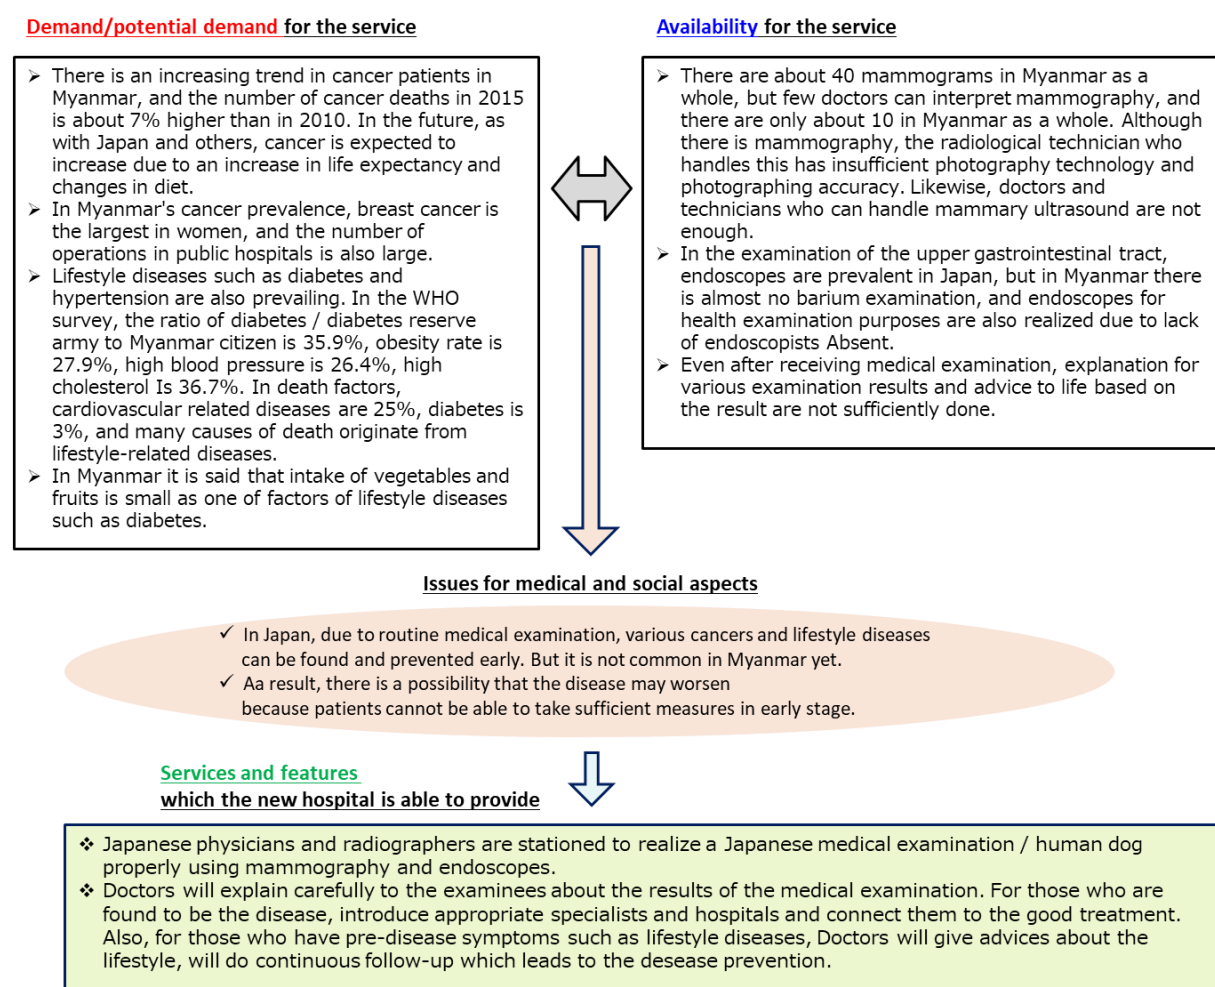 Demand/potential demand for the service
There is an increasing trend in cancer patients in
Myanmar, and the number of cancer deaths in 2015
is about 7% higher than in 2010. In the future, as
with Japan and others, cancer is expected to
increase due to an increase in life expectancy and
changes in diet.
In Myanmar's cancer prevalence, breast cancer is
the largest in women, and the number of
operations in public hospitals is also large.
Lifestyle diseases such as diabetes and
hypertension are also prevailing. In the WHO
survey, the ratio of diabetes / diabetes reserve
army to Myanmar citizen is 35.9%, obesity rate is
27.9%, high blood pressure is 26.4%, high
cholesterol Is 36.7%. In death factors,
cardiovascular related diseases are 25%, diabetes is
3%, and many causes of death originate from
lifestyle-related diseases.
In Myanmar it is said that intake of vegetables and
fruits is small as one of factors of lifestyle diseases
such as diabetes.
Availability for the service
There are about 40 mammograms in Myanmar as a
whole, but few doctors can interpret mammography, and
there are only about 10 in Myanmar as a whole. Although
there is mammography, the radiological technician who
handles this has insufficient photography technology and
photographing accuracy. Likewise, doctors and
technicians who can handle mammary ultrasound are not
enough.
In the examination of the upper gastrointestinal tract,
endoscopes are prevalent in Japan, but in Myanmar there
is almost no barium examination, and endoscopes for
health examination purposes are also realized due to lack
of endoscopists Absent.
Even after receiving medical examination, explanation for
various examination results and advice to life based on
the result are not sufficiently done.
Issues for medical and social aspects
In Japan, due to routine medical examination, various cancers and lifestyle diseases
can be found and prevented early. But it is not common in Myanmar yet.
Aa result, there is a possibility that the disease may worsen
because patients cannot be able to take sufficient measures in early stage.
Services and features
which the new hospital is able to provide
Japanese physicians and radiographers are stationed to realize a Japanese medical examination / human dog
properly using mammography and endoscopes.
Doctors will explain carefully to the examinees about the results of the medical examination. For those who are
found to be the disease, introduce appropriate specialists and hospitals and connect them to the good treatment.
Also, for those who have pre-disease symptoms such as lifestyle diseases, Doctors will give advices about the
lifestyle, will do continuous follow-up which leads to the desease prevention.